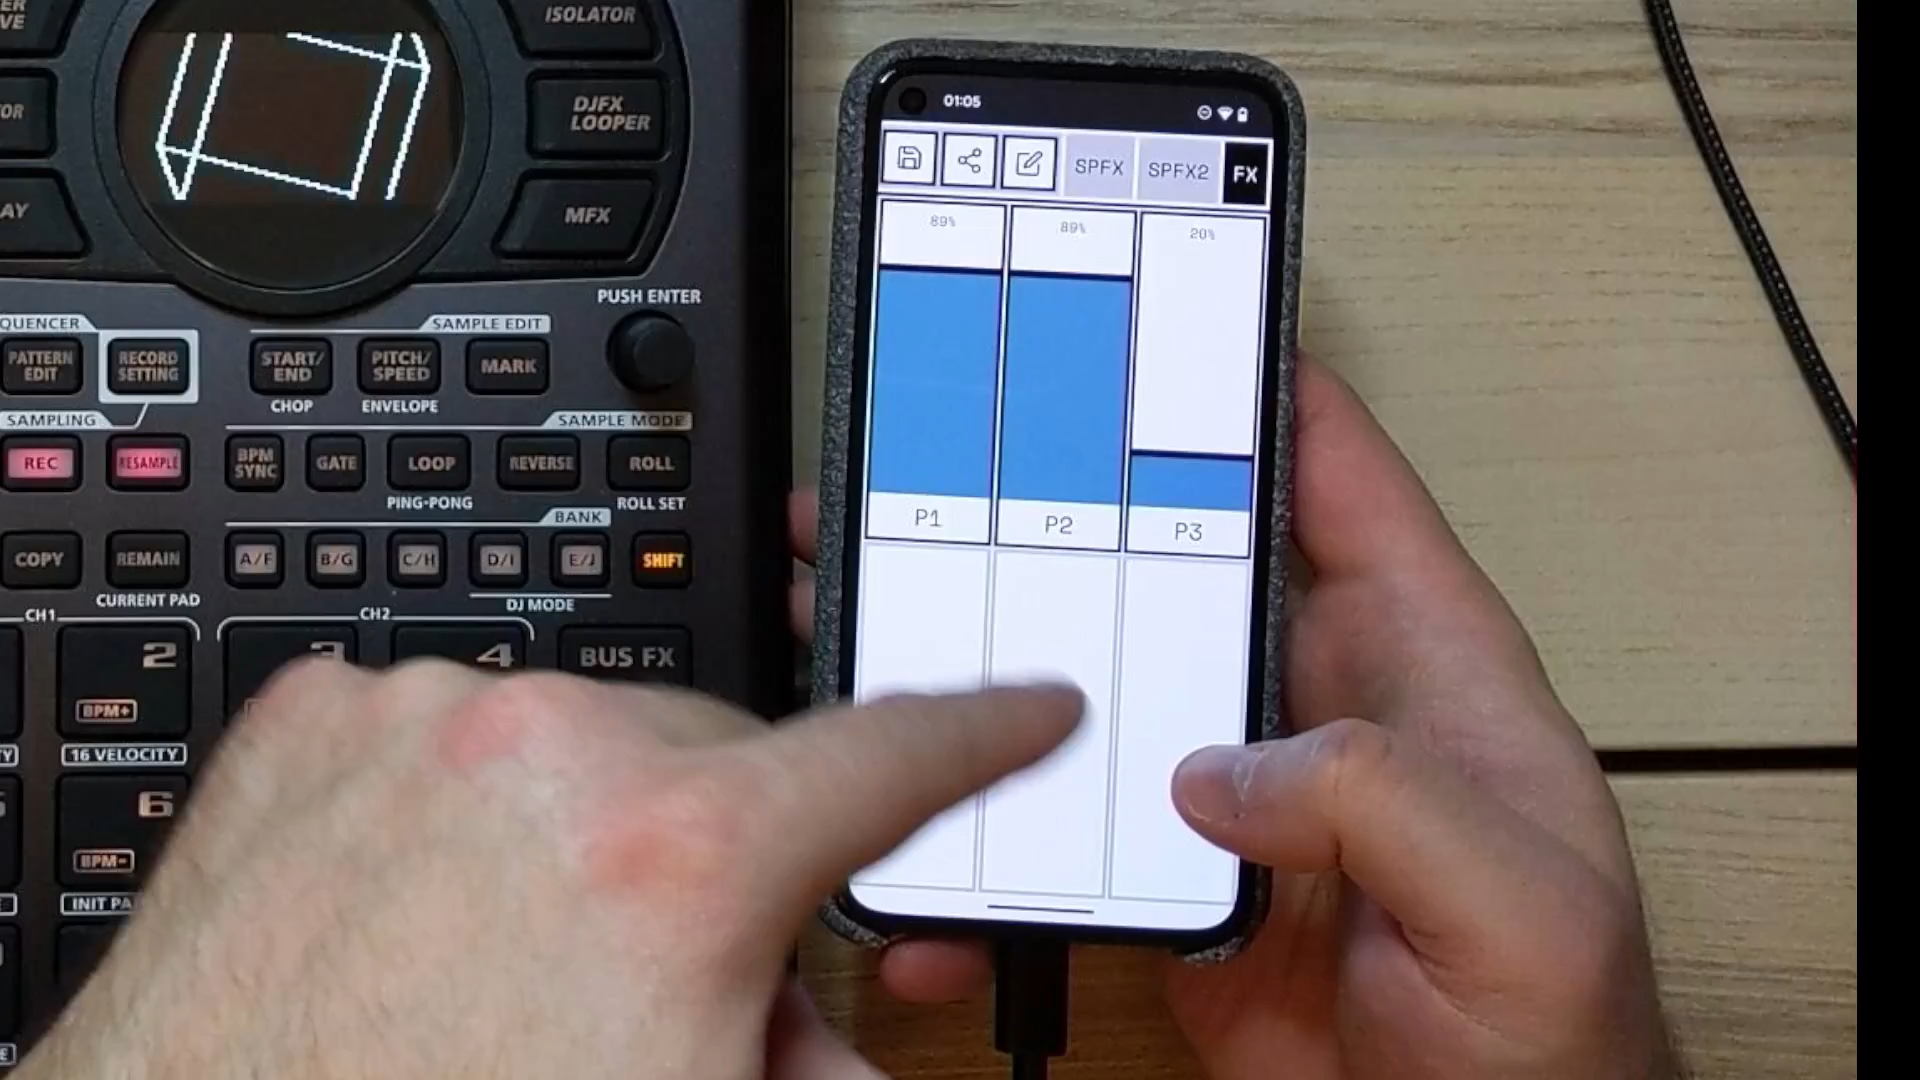 ISOLATOR
DJFX
LOOPER
MFX
PUSH ENTER
PATTERN
EDIT
RECORD
SETTING
SAMPLE EDIT
START/
END
PITCH/
SPEED
MARK
CHOP
ENVELOPE
SAMPLING
SAMPLE MODE
REC
RESAMPLE
BPM
SYNC
GATE
LOOP
REVERSE
ROLL
PING-PONG
ROLL SET
BANK
COPY
REMAIN
A/F
B/G
C/H
D/I
E/J
SHIFT
CURRENT PAD
DJ MODE
CH1
CH2
2
3
4
BUS FX
BPM+
16 VELOCITY
6
BPM-
01:05
SPFX
SPFX2
FX
89%
89%
20%
P1
P2
P3